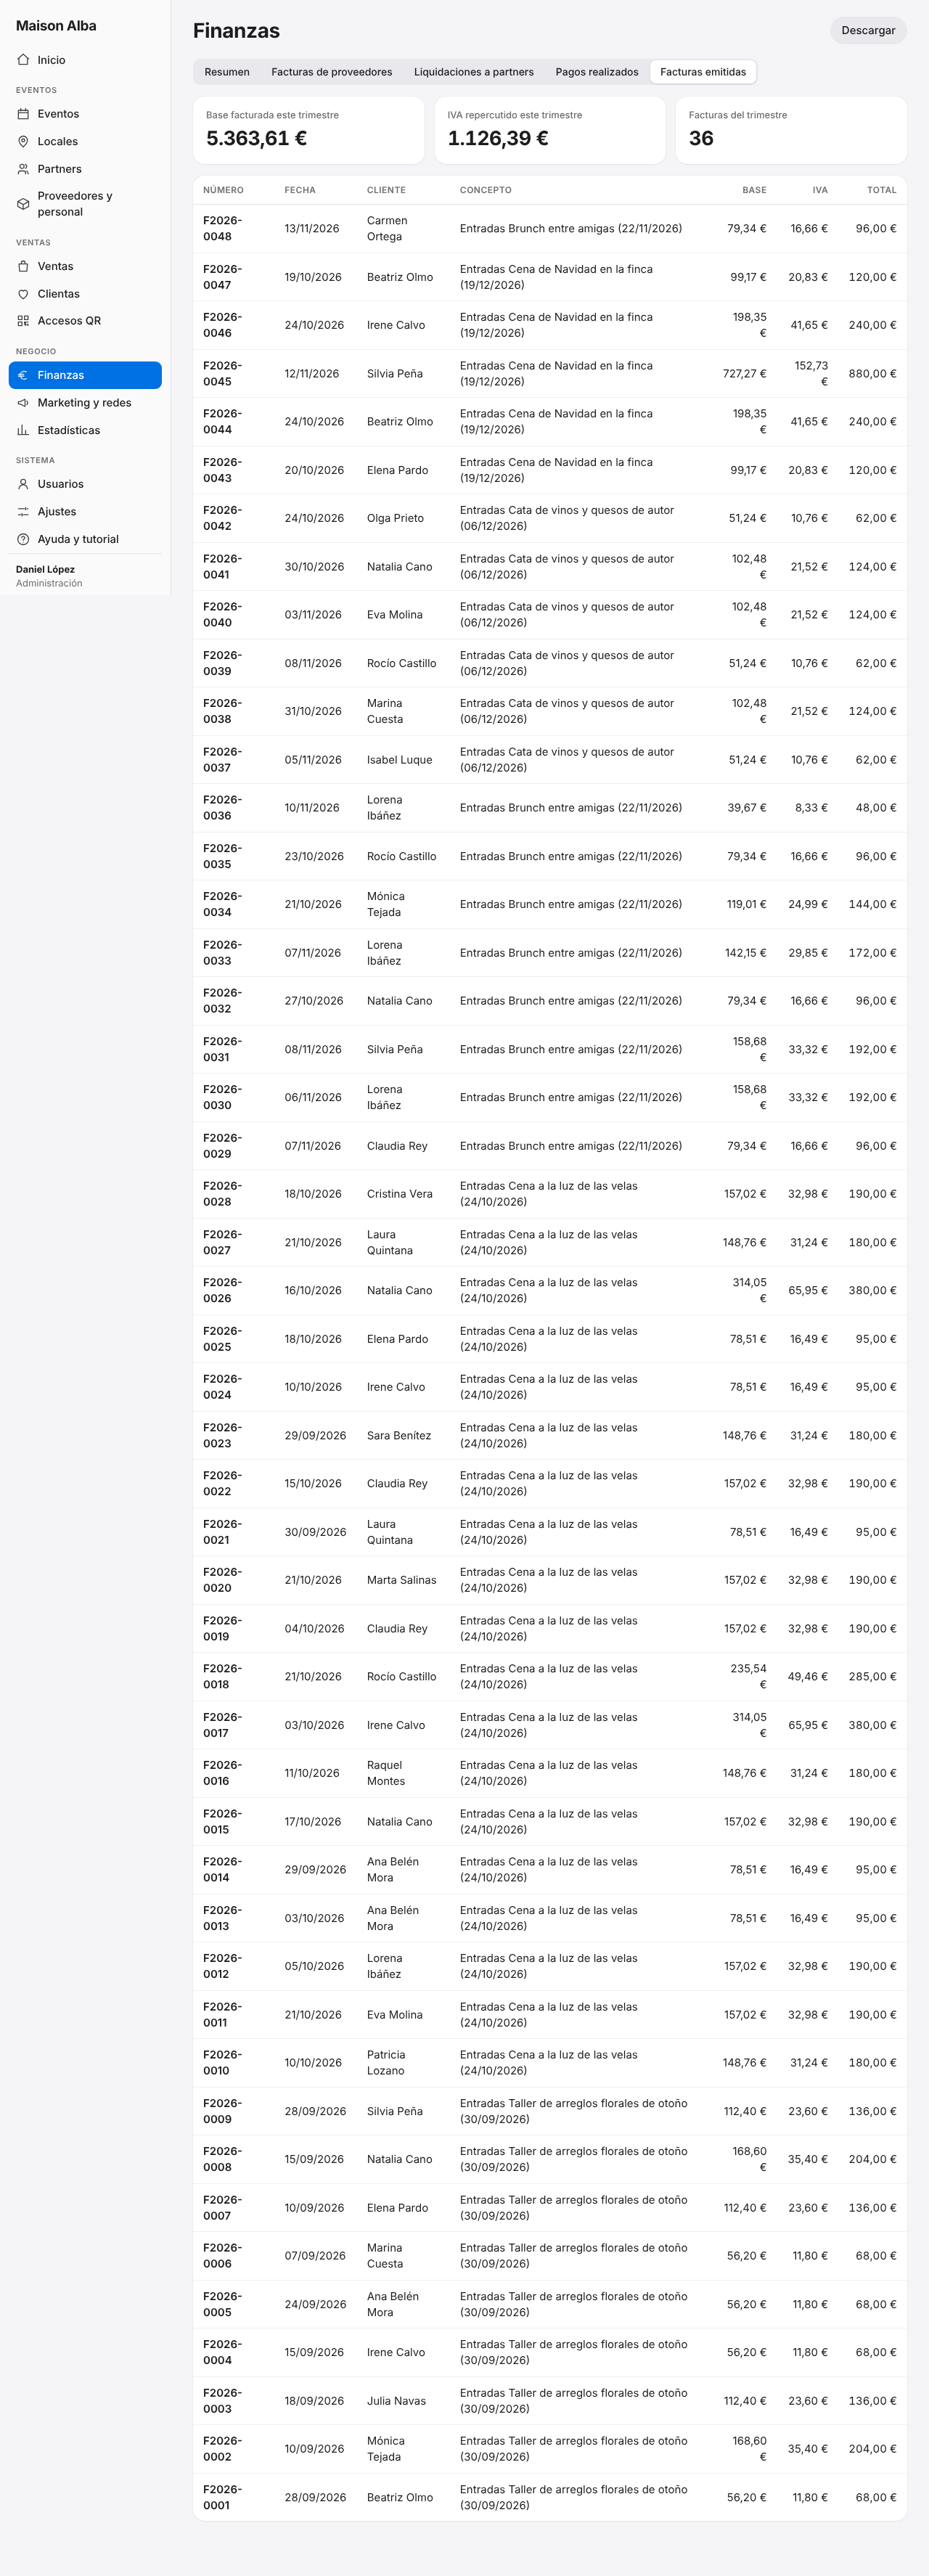 Maison Alba
Inicio
EVENTOS
Eventos
Locales
Partners
Proveedores y
personal
VENTAS
Ventas
Clientas
Accesos QR
NEGOCIO
Finanzas
Marketing y redes
Estadísticas
SISTEMA
Usuarios
Ajustes
Ayuda y tutorial
Daniel López
Administración
Finanzas
Descargar
Resumen Facturas de proveedores Liquidaciones a partners Pagos realizados Facturas emitidas
Base facturada este trimestre
5.363,61 €
IVA repercutido este trimestre
1.126,39 €
Facturas del trimestre
36
NÚMERO FECHA CLIENTE CONCEPTO BASE IVA TOTAL
F2026-0048 13/11/2026 Carmen Ortega Entradas Brunch entre amigas (22/11/2026) 79,34 € 16,66 € 96,00 €
F2026-0047 19/10/2026 Beatriz Olmo Entradas Cena de Navidad en la finca (19/12/2026) 99,17 € 20,83 € 120,00 €
F2026-0046 24/10/2026 Irene Calvo Entradas Cena de Navidad en la finca (19/12/2026) 198,35 € 41,65 € 240,00 €
F2026-0045 12/11/2026 Silvia Peña Entradas Cena de Navidad en la finca (19/12/2026) 727,27 € 152,73 € 880,00 €
F2026-0044 24/10/2026 Beatriz Olmo Entradas Cena de Navidad en la finca (19/12/2026) 198,35 € 41,65 € 240,00 €
F2026-0043 20/10/2026 Elena Pardo Entradas Cena de Navidad en la finca (19/12/2026) 99,17 € 20,83 € 120,00 €
F2026-0042 24/10/2026 Olga Prieto Entradas Cata de vinos y quesos de autor (06/12/2026) 51,24 € 10,76 € 62,00 €
F2026-0041 30/10/2026 Natalia Cano Entradas Cata de vinos y quesos de autor (06/12/2026) 102,48 € 21,52 € 124,00 €
F2026-0040 03/11/2026 Eva Molina Entradas Cata de vinos y quesos de autor (06/12/2026) 102,48 € 21,52 € 124,00 €
F2026-0039 08/11/2026 Rocío Castillo Entradas Cata de vinos y quesos de autor (06/12/2026) 51,24 € 10,76 € 62,00 €
F2026-0038 31/10/2026 Marina Cuesta Entradas Cata de vinos y quesos de autor (06/12/2026) 102,48 € 21,52 € 124,00 €
F2026-0037 05/11/2026 Isabel Luque Entradas Cata de vinos y quesos de autor (06/12/2026) 51,24 € 10,76 € 62,00 €
F2026-0036 10/11/2026 Lorena Ibáñez Entradas Brunch entre amigas (22/11/2026) 39,67 € 8,33 € 48,00 €
F2026-0035 23/10/2026 Rocío Castillo Entradas Brunch entre amigas (22/11/2026) 79,34 € 16,66 € 96,00 €
F2026-0034 21/10/2026 Mónica Tejada Entradas Brunch entre amigas (22/11/2026) 119,01 € 24,99 € 144,00 €
F2026-0033 07/11/2026 Lorena Ibáñez Entradas Brunch entre amigas (22/11/2026) 142,15 € 29,85 € 172,00 €
F2026-0032 27/10/2026 Natalia Cano Entradas Brunch entre amigas (22/11/2026) 79,34 € 16,66 € 96,00 €
F2026-0031 08/11/2026 Silvia Peña Entradas Brunch entre amigas (22/11/2026) 158,68 € 33,32 € 192,00 €
F2026-0030 06/11/2026 Lorena Ibáñez Entradas Brunch entre amigas (22/11/2026) 158,68 € 33,32 € 192,00 €
F2026-0029 07/11/2026 Claudia Rey Entradas Brunch entre amigas (22/11/2026) 79,34 € 16,66 € 96,00 €
F2026-0028 18/10/2026 Cristina Vera Entradas Cena a la luz de las velas (24/10/2026) 157,02 € 32,98 € 190,00 €
F2026-0027 21/10/2026 Laura Quintana Entradas Cena a la luz de las velas (24/10/2026) 148,76 € 31,24 € 180,00 €
F2026-0026 16/10/2026 Natalia Cano Entradas Cena a la luz de las velas (24/10/2026) 314,05 € 65,95 € 380,00 €
F2026-0025 18/10/2026 Elena Pardo Entradas Cena a la luz de las velas (24/10/2026) 78,51 € 16,49 € 95,00 €
F2026-0024 10/10/2026 Irene Calvo Entradas Cena a la luz de las velas (24/10/2026) 78,51 € 16,49 € 95,00 €
F2026-0023 29/09/2026 Sara Benítez Entradas Cena a la luz de las velas (24/10/2026) 148,76 € 31,24 € 180,00 €
F2026-0022 15/10/2026 Claudia Rey Entradas Cena a la luz de las velas (24/10/2026) 157,02 € 32,98 € 190,00 €
F2026-0021 30/09/2026 Laura Quintana Entradas Cena a la luz de las velas (24/10/2026) 78,51 € 16,49 € 95,00 €
F2026-0020 21/10/2026 Marta Salinas Entradas Cena a la luz de las velas (24/10/2026) 157,02 € 32,98 € 190,00 €
F2026-0019 04/10/2026 Claudia Rey Entradas Cena a la luz de las velas (24/10/2026) 157,02 € 32,98 € 190,00 €
F2026-0018 21/10/2026 Rocío Castillo Entradas Cena a la luz de las velas (24/10/2026) 235,54 € 49,46 € 285,00 €
F2026-0017 03/10/2026 Irene Calvo Entradas Cena a la luz de las velas (24/10/2026) 314,05 € 65,95 € 380,00 €
F2026-0016 11/10/2026 Raquel Montes Entradas Cena a la luz de las velas (24/10/2026) 148,76 € 31,24 € 180,00 €
F2026-0015 17/10/2026 Natalia Cano Entradas Cena a la luz de las velas (24/10/2026) 157,02 € 32,98 € 190,00 €
F2026-0014 29/09/2026 Ana Belén Mora Entradas Cena a la luz de las velas (24/10/2026) 78,51 € 16,49 € 95,00 €
F2026-0013 03/10/2026 Ana Belén Mora Entradas Cena a la luz de las velas (24/10/2026) 78,51 € 16,49 € 95,00 €
F2026-0012 05/10/2026 Lorena Ibáñez Entradas Cena a la luz de las velas (24/10/2026) 157,02 € 32,98 € 190,00 €
F2026-0011 21/10/2026 Eva Molina Entradas Cena a la luz de las velas (24/10/2026) 157,02 € 32,98 € 190,00 €
F2026-0010 10/10/2026 Patricia Lozano Entradas Cena a la luz de las velas (24/10/2026) 148,76 € 31,24 € 180,00 €
F2026-0009 28/09/2026 Silvia Peña Entradas Taller de arreglos florales de otoño (30/09/2026) 112,40 € 23,60 € 136,00 €
F2026-0008 15/09/2026 Natalia Cano Entradas Taller de arreglos florales de otoño (30/09/2026) 168,60 € 35,40 € 204,00 €
F2026-0007 10/09/2026 Elena Pardo Entradas Taller de arreglos florales de otoño (30/09/2026) 112,40 € 23,60 € 136,00 €
F2026-0006 07/09/2026 Marina Cuesta Entradas Taller de arreglos florales de otoño (30/09/2026) 56,20 € 11,80 € 68,00 €
F2026-0005 24/09/2026 Ana Belén Mora Entradas Taller de arreglos florales de otoño (30/09/2026) 56,20 € 11,80 € 68,00 €
F2026-0004 15/09/2026 Irene Calvo Entradas Taller de arreglos florales de otoño (30/09/2026) 56,20 € 11,80 € 68,00 €
F2026-0003 18/09/2026 Julia Navas Entradas Taller de arreglos florales de otoño (30/09/2026) 112,40 € 23,60 € 136,00 €
F2026-0002 10/09/2026 Mónica Tejada Entradas Taller de arreglos florales de otoño (30/09/2026) 168,60 € 35,40 € 204,00 €
F2026-0001 28/09/2026 Beatriz Olmo Entradas Taller de arreglos florales de otoño (30/09/2026) 56,20 € 11,80 € 68,00 €